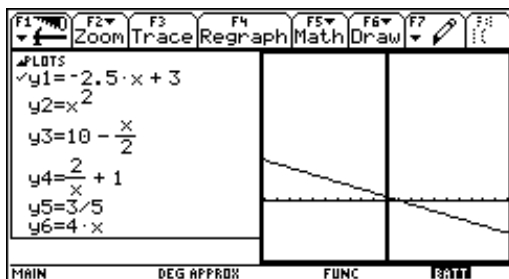 F1 F2 F3 F4 F5 F6 F7
Zoom Trace Regraph Math Draw
PLOTS
✓y1=-2.5·x + 3
y2=x²
y3=10 - x/2
y4=2/x + 1
y5=3/5
y6=4·x
MAIN DEG APPROX FUNC BATT